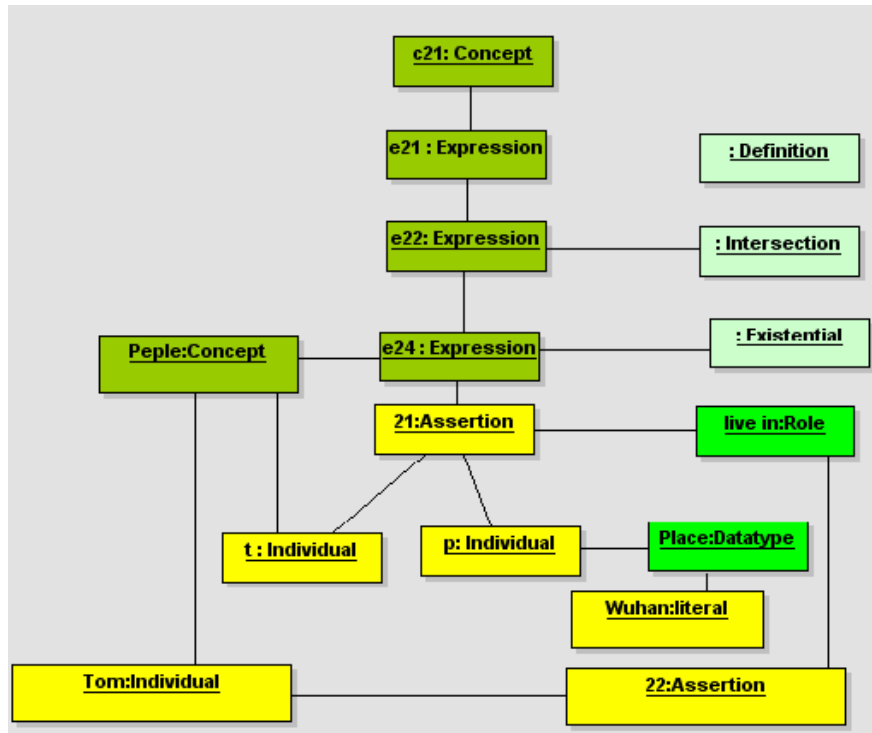 c21: Concept
e21 : Expression
: Definition
e22: Expression
: Intersection
: Existential
Peple:Concept
e24 : Expression
21:Assertion
live in:Role
t : Individual
p: Individual
Place:Datatype
Wuhan:literal
Tom:Individual
22:Assertion